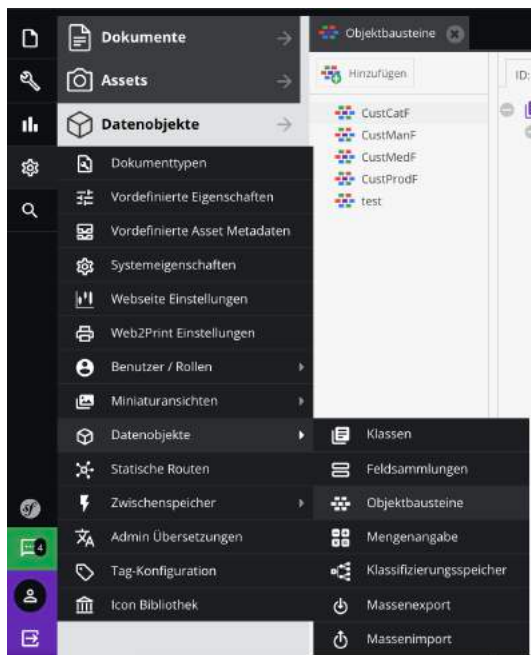 Dokumente
Assets
Datenobjekte
Objektbausteine
Hinzufügen
ID:
CustCatF
CustManF
CustMedF
CustProdF
test
Dokumenttypen
Vordefinierte Eigenschaften
Vordefinierte Asset Metadaten
Systemeigenschaften
Webseite Einstellungen
Web2Print Einstellungen
Benutzer / Rollen
Miniaturansichten
Datenobjekte
Statische Routen
Zwischenspeicher
Admin Übersetzungen
Tag-Konfiguration
Icon Bibliothek
Klassen
Feldsammlungen
Objektbausteine
Mengenangabe
Klassifizierungsspeicher
Massenexport
Massenimport
sf
4